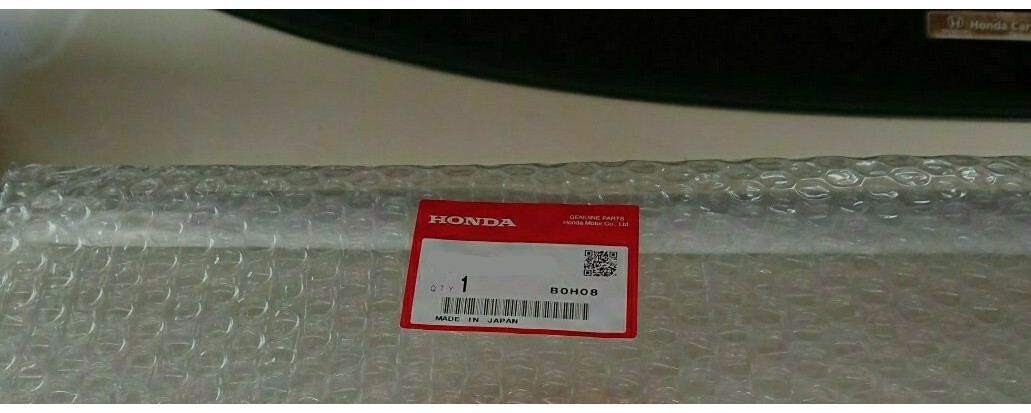 Honda Car
HONDA
GENUINE PARTS
Honda Motor Co., Ltd.
QTY 1
B0H08
MADE IN JAPAN